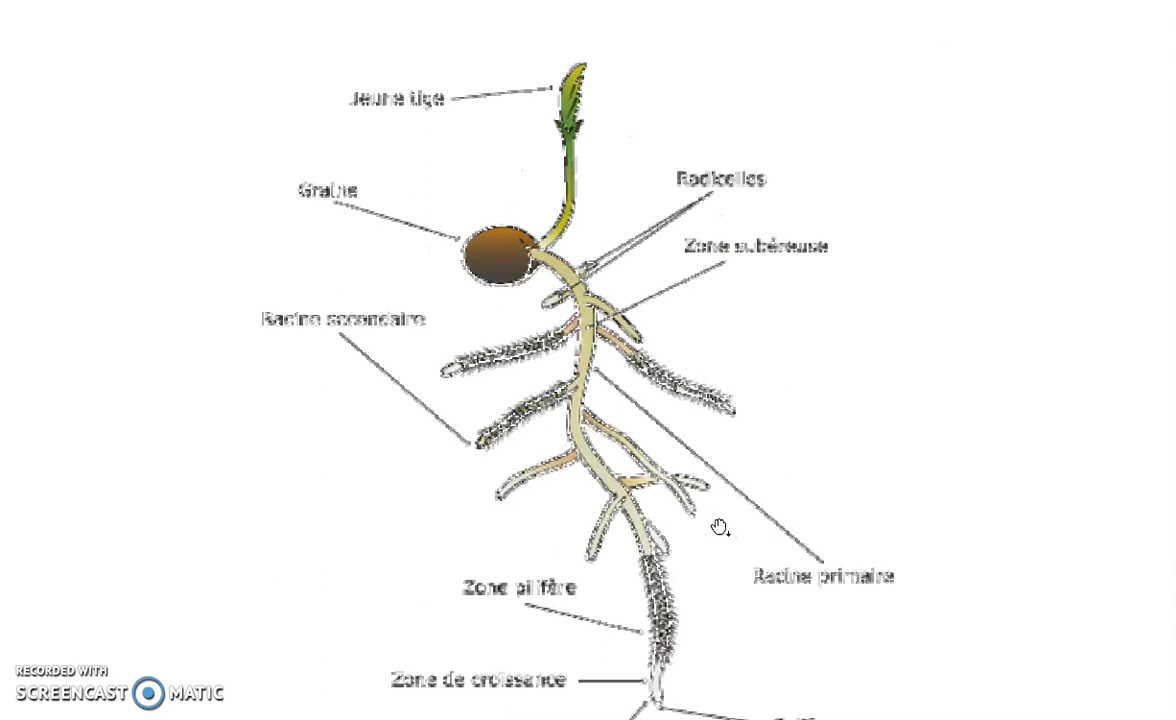 Jeune tige
Graine
Radicelles
Zone subéreuse
Racine secondaire
Racine primaire
Zone pilifère
Zone de croissance
RECORDED WITH
SCREENCAST MATIC